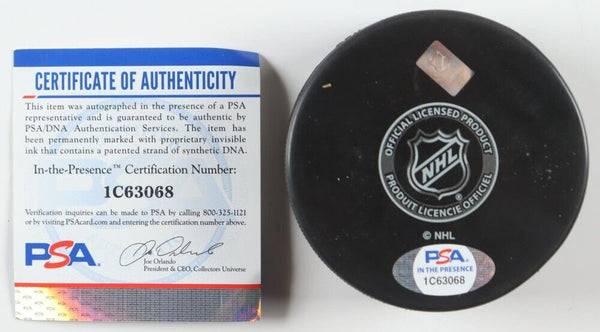 CERTIFICATE OF AUTHENTICITY
This item was autographed in the presence of a PSA
representative and is guaranteed to be authentic by
PSA/DNA Authentication Services. The item has
been permanently marked with proprietary invisible
ink that contains a patented strand of synthetic DNA.
In-the-Presence™ Certification Number:
1C63068
Verification inquiries can be made to PSA by calling 800-325-1121
or by visiting PSAcard.com and entering the certification number above.
PSA
Joe Orlando
President & CEO, Collectors Universe
OFFICIAL LICENSED PRODUCT
NHL
PRODUIT LICENCIE OFFICIEL
© NHL
PSA
IN THE PRESENCE
1C63068